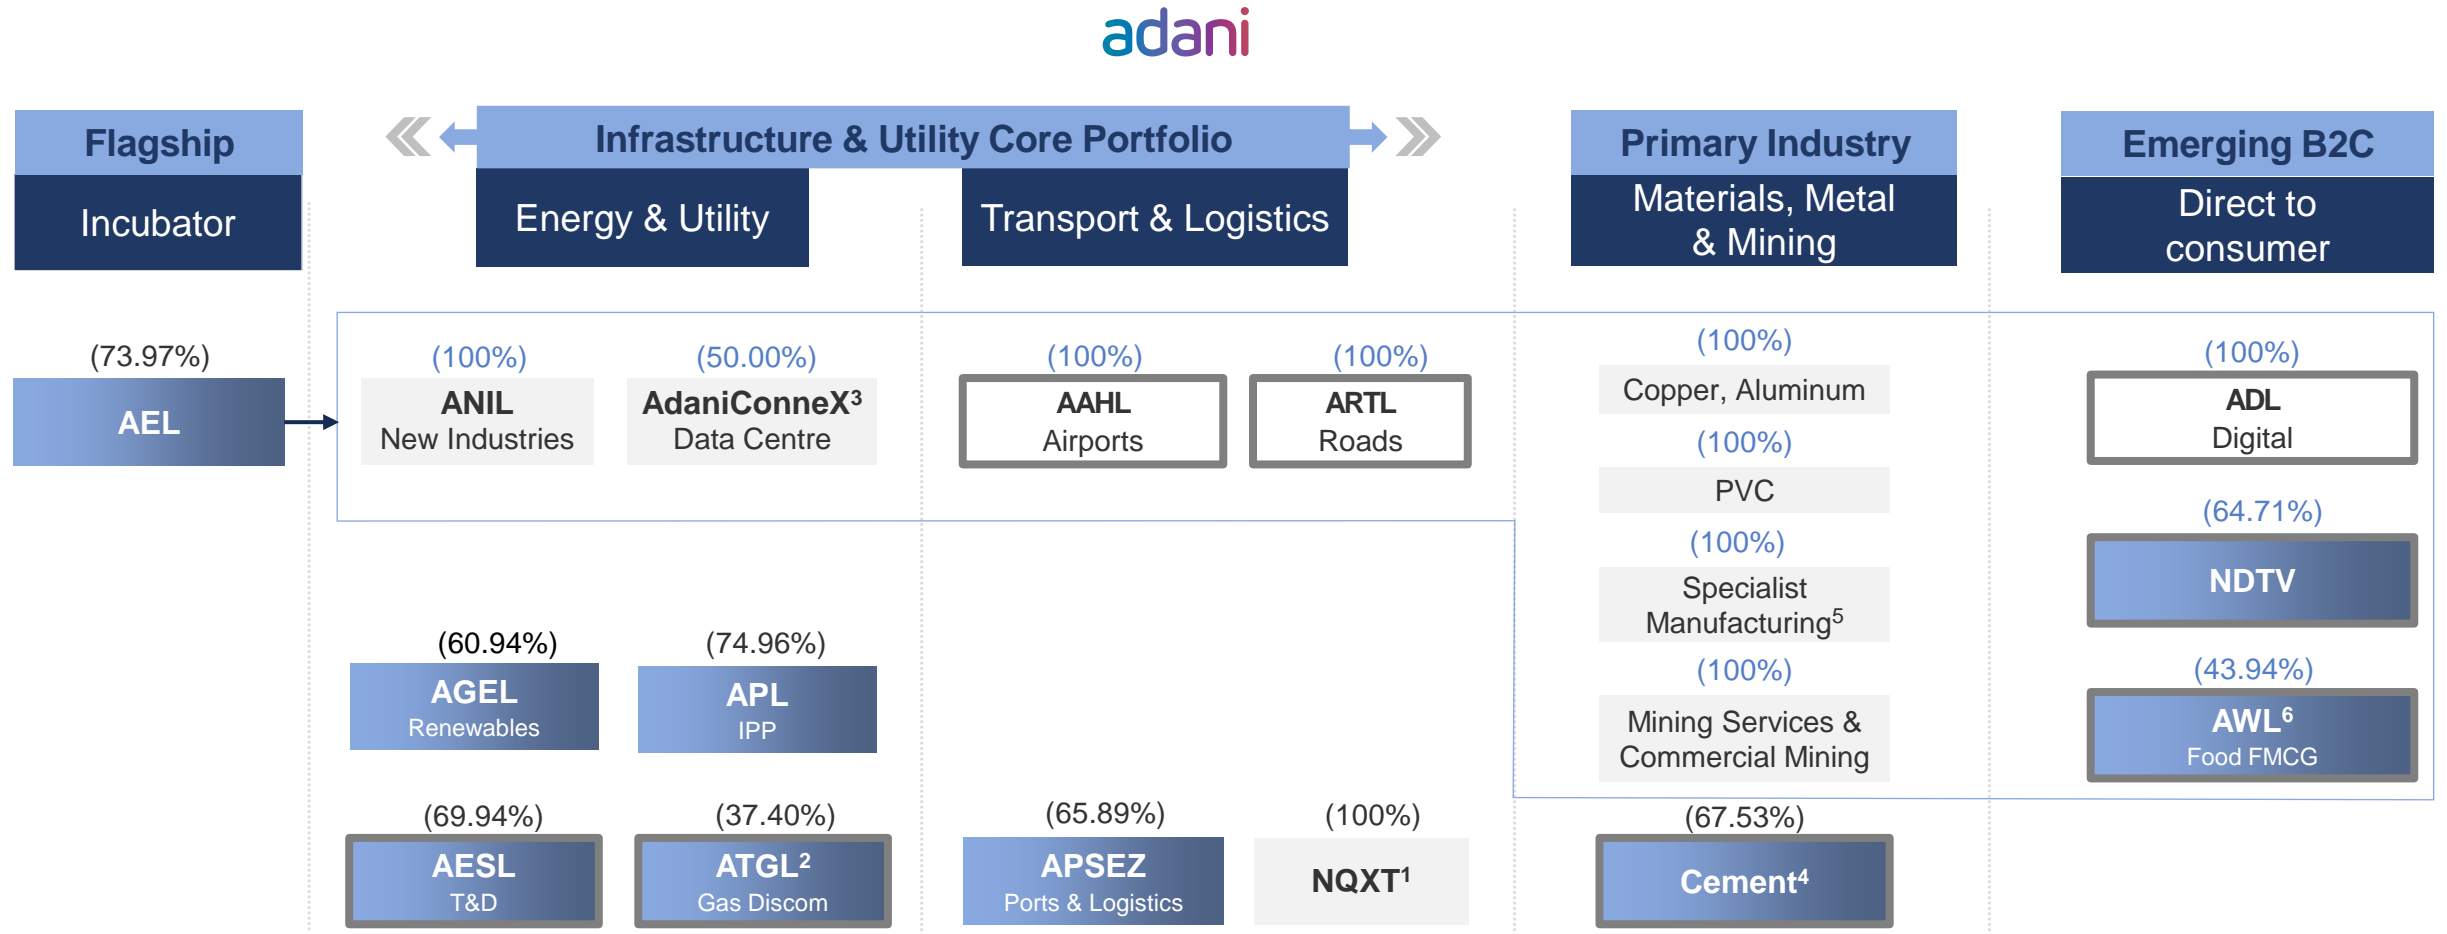 adani
Flagship
Incubator
Infrastructure & Utility Core Portfolio
Energy & Utility
Transport & Logistics
Primary Industry
Materials, Metal
& Mining
Emerging B2C
Direct to
consumer
(73.97%)
AEL
(100%)
ANIL
New Industries
(50.00%)
AdaniConneX³
Data Centre
(100%)
AAHL
Airports
(100%)
ARTL
Roads
(100%)
Copper, Aluminum
(100%)
PVC
(100%)
Specialist
Manufacturing⁵
(100%)
Mining Services &
Commercial Mining
(100%)
ADL
Digital
(64.71%)
NDTV
(43.94%)
AWL⁶
Food FMCG
(60.94%)
AGEL
Renewables
(74.96%)
APL
IPP
(69.94%)
AESL
T&D
(37.40%)
ATGL²
Gas Discom
(65.89%)
APSEZ
Ports & Logistics
(100%)
NQXT¹
(67.53%)
Cement⁴